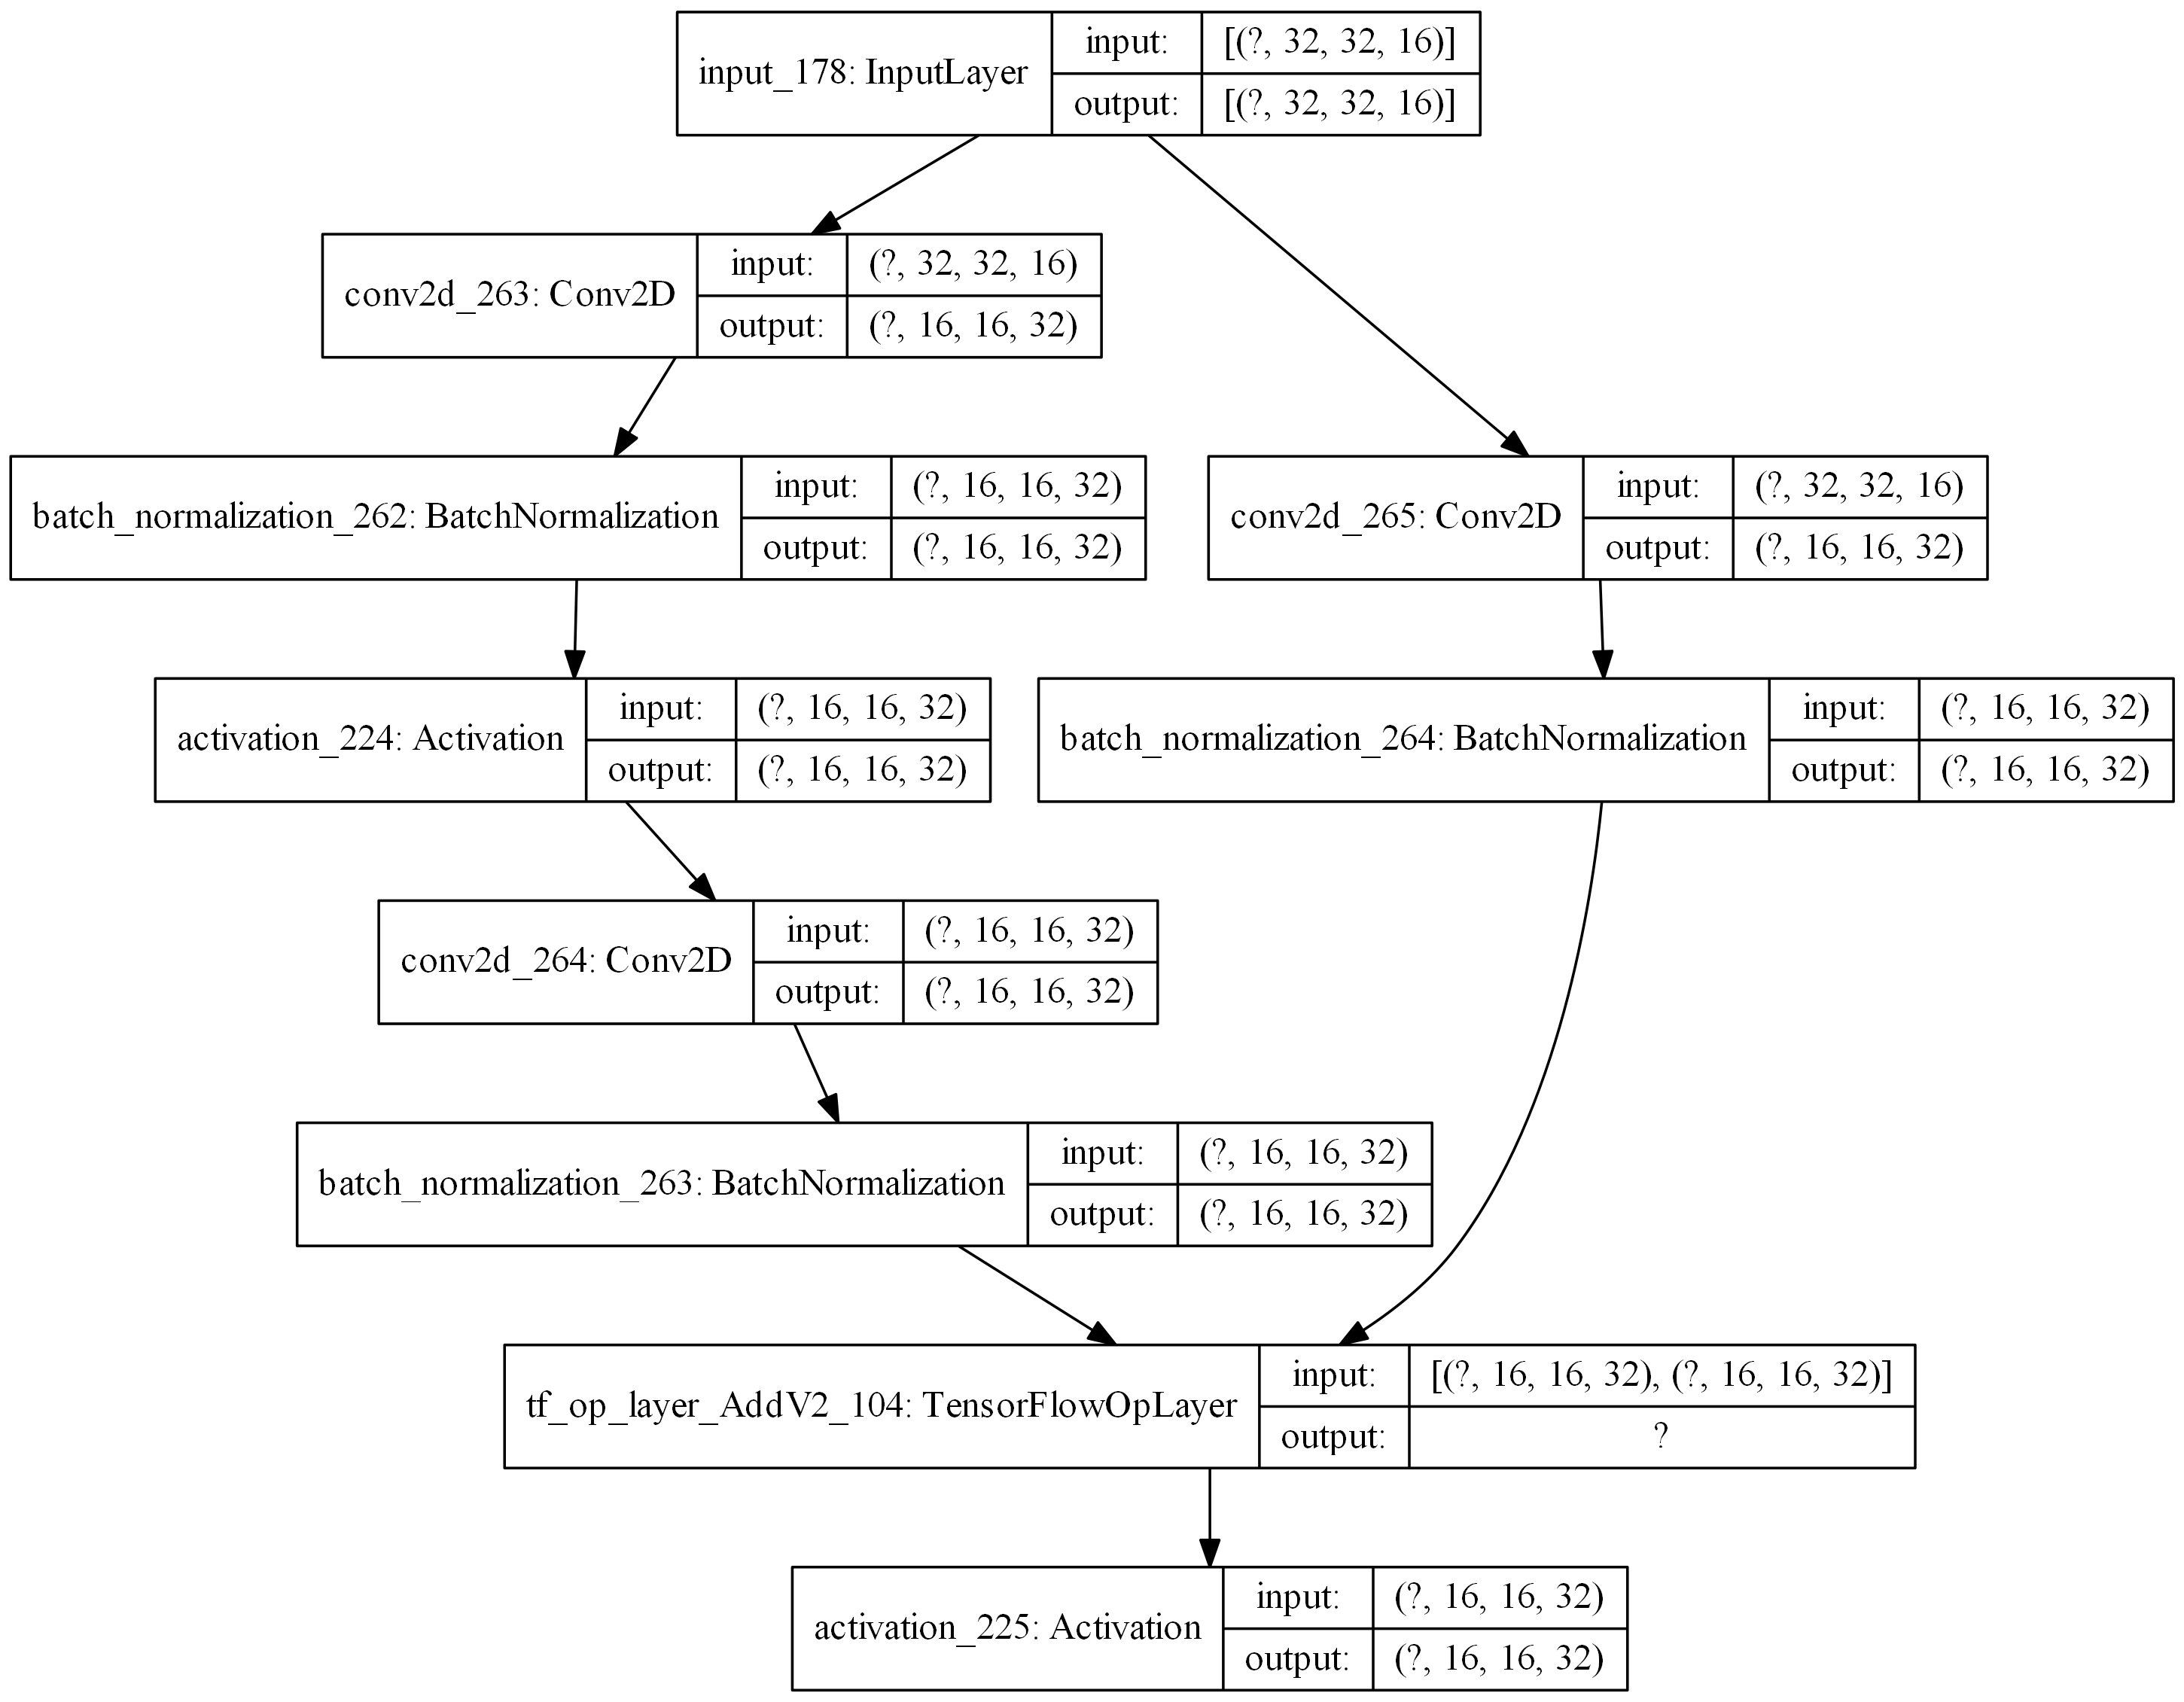 input_178: InputLayer
input:
[(?, 32, 32, 16)]
output:
[(?, 32, 32, 16)]
conv2d_263: Conv2D
input:
(?, 32, 32, 16)
output:
(?, 16, 16, 32)
batch_normalization_262: BatchNormalization
input:
(?, 16, 16, 32)
output:
(?, 16, 16, 32)
conv2d_265: Conv2D
input:
(?, 32, 32, 16)
output:
(?, 16, 16, 32)
activation_224: Activation
input:
(?, 16, 16, 32)
output:
(?, 16, 16, 32)
batch_normalization_264: BatchNormalization
input:
(?, 16, 16, 32)
output:
(?, 16, 16, 32)
conv2d_264: Conv2D
input:
(?, 16, 16, 32)
output:
(?, 16, 16, 32)
batch_normalization_263: BatchNormalization
input:
(?, 16, 16, 32)
output:
(?, 16, 16, 32)
tf_op_layer_AddV2_104: TensorFlowOpLayer
input:
[(?, 16, 16, 32), (?, 16, 16, 32)]
output:
?
activation_225: Activation
input:
(?, 16, 16, 32)
output:
(?, 16, 16, 32)